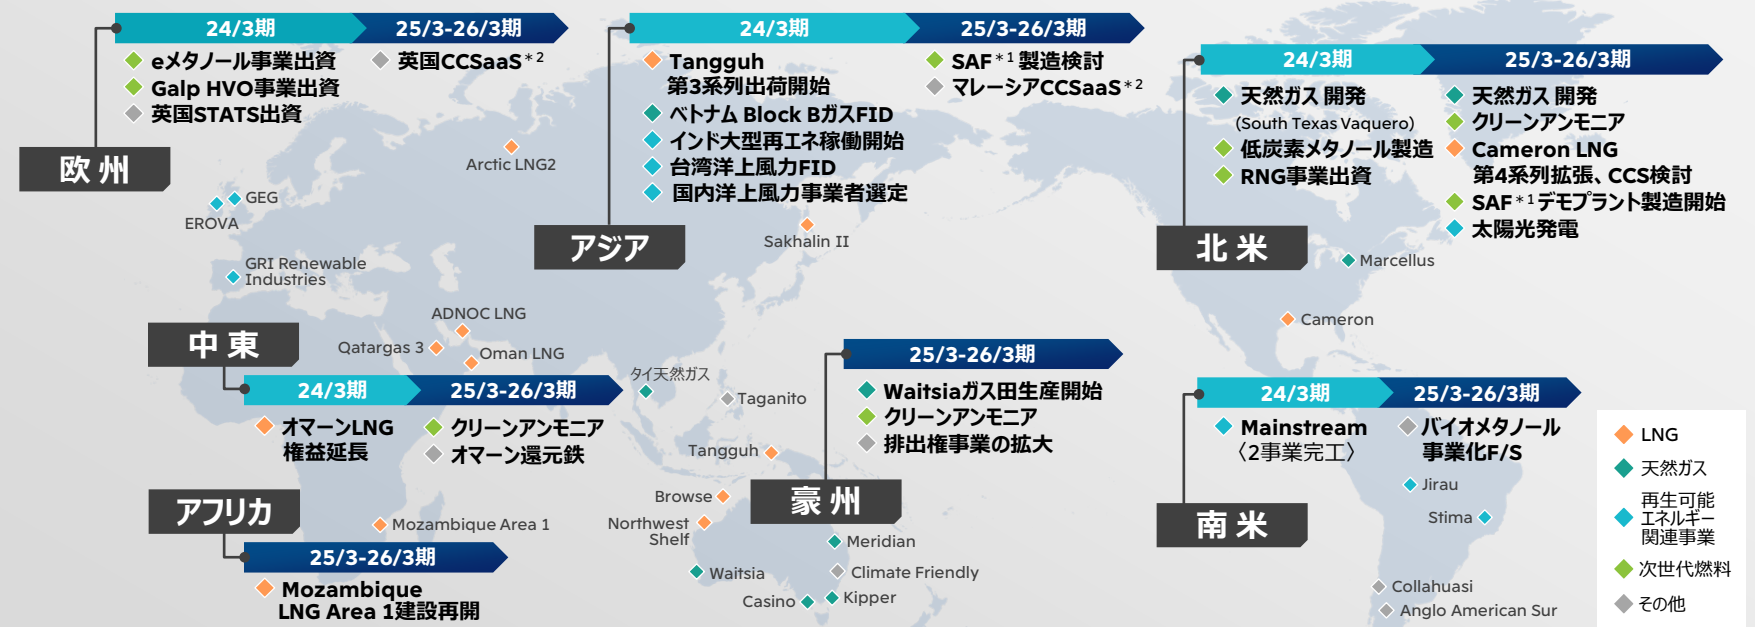 24/3期
25/3-26/3期
eメタノール事業出資
Galp HVO事業出資
英国STATS出資
英国CCSaaS*2
欧州
Arctic LNG2
GEG
EROVA
GRI Renewable
Industries
24/3期
25/3-26/3期
Tangguh
第3系列出荷開始
ベトナム Block BガスFID
インド大型再エネ稼働開始
台湾洋上風力FID
国内洋上風力事業者選定
SAF*1 製造検討
マレーシアCCSaaS*2
アジア
Sakhalin II
24/3期
25/3-26/3期
天然ガス 開発
(South Texas Vaquero)
低炭素メタノール製造
RNG事業出資
天然ガス 開発
クリーンアンモニア
Cameron LNG
第4系列拡張、CCS検討
SAF*1デモプラント製造開始
太陽光発電
北米
Marcellus
Cameron
中東
ADNOC LNG
Qatargas 3
Oman LNG
24/3期
25/3-26/3期
オマーンLNG
権益延長
クリーンアンモニア
オマーン還元鉄
アフリカ
Mozambique Area 1
25/3-26/3期
Mozambique
LNG Area 1建設再開
タイ天然ガス
Taganito
Tangguh
Browse
Northwest
Shelf
Waitsia
Casino
25/3-26/3期
Waitsiaガス田生産開始
クリーンアンモニア
排出権事業の拡大
豪州
Meridian
Climate Friendly
Kipper
24/3期
25/3-26/3期
Mainstream
〈2事業完工〉
バイオメタノール
事業化F/S
南米
Jirau
Stima
Collahuasi
Anglo American Sur
LNG
天然ガス
再生可能
エネルギー
関連事業
次世代燃料
その他